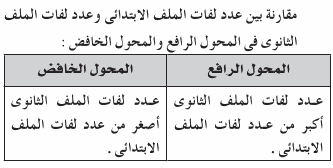 مقارنة بين عدد لفات الملف الابتدائى وعدد لفات الملف
الثانوى فى المحول الرافع والمحول الخافض :
المحول الرافع
المحول الخافض
عدد لفات الملف الثانوى
أكبر من عدد لفات الملف
الابتدائى .
عدد لفات الملف الثانوى
أصغر من عدد لفات الملف
الابتدائى .